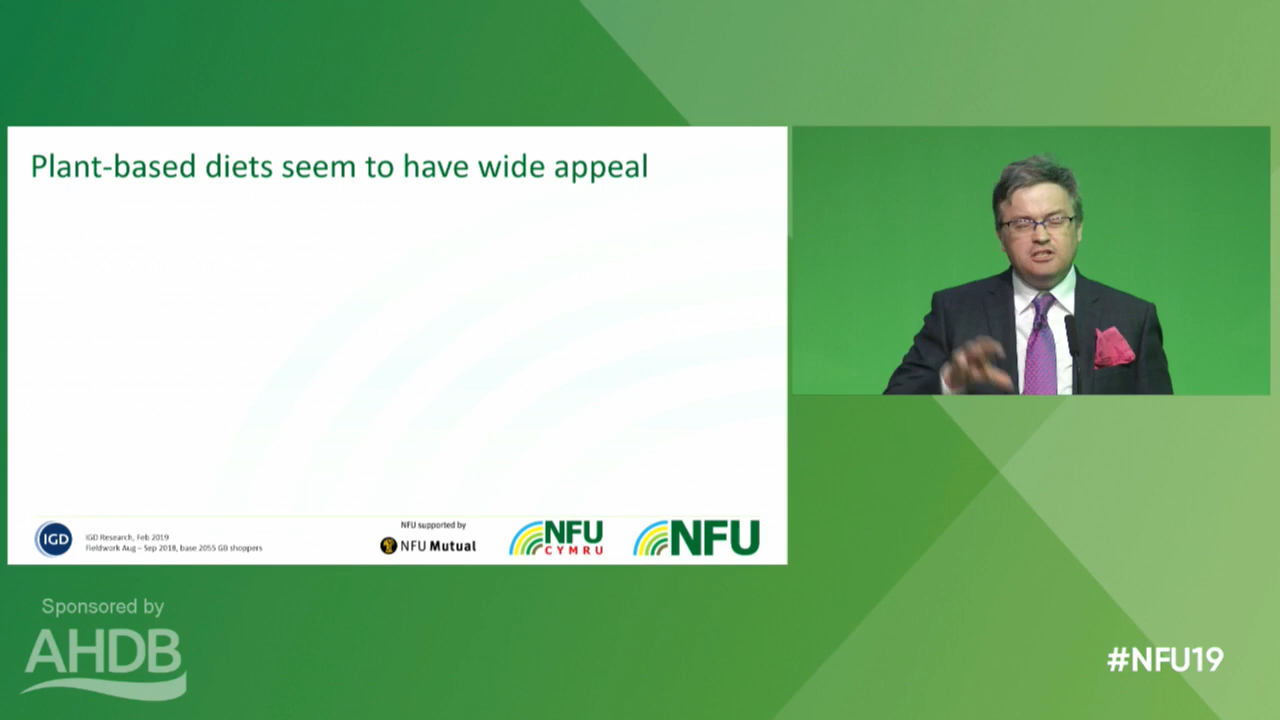 Plant-based diets seem to have wide appeal
IGD
IGD Research, Feb 2019
Fieldwork Aug – Sep 2018, base 2055 GB shoppers
NFU supported by
NFU Mutual
NFU
CYMRU
NFU
Sponsored by
AHDB
#NFU19